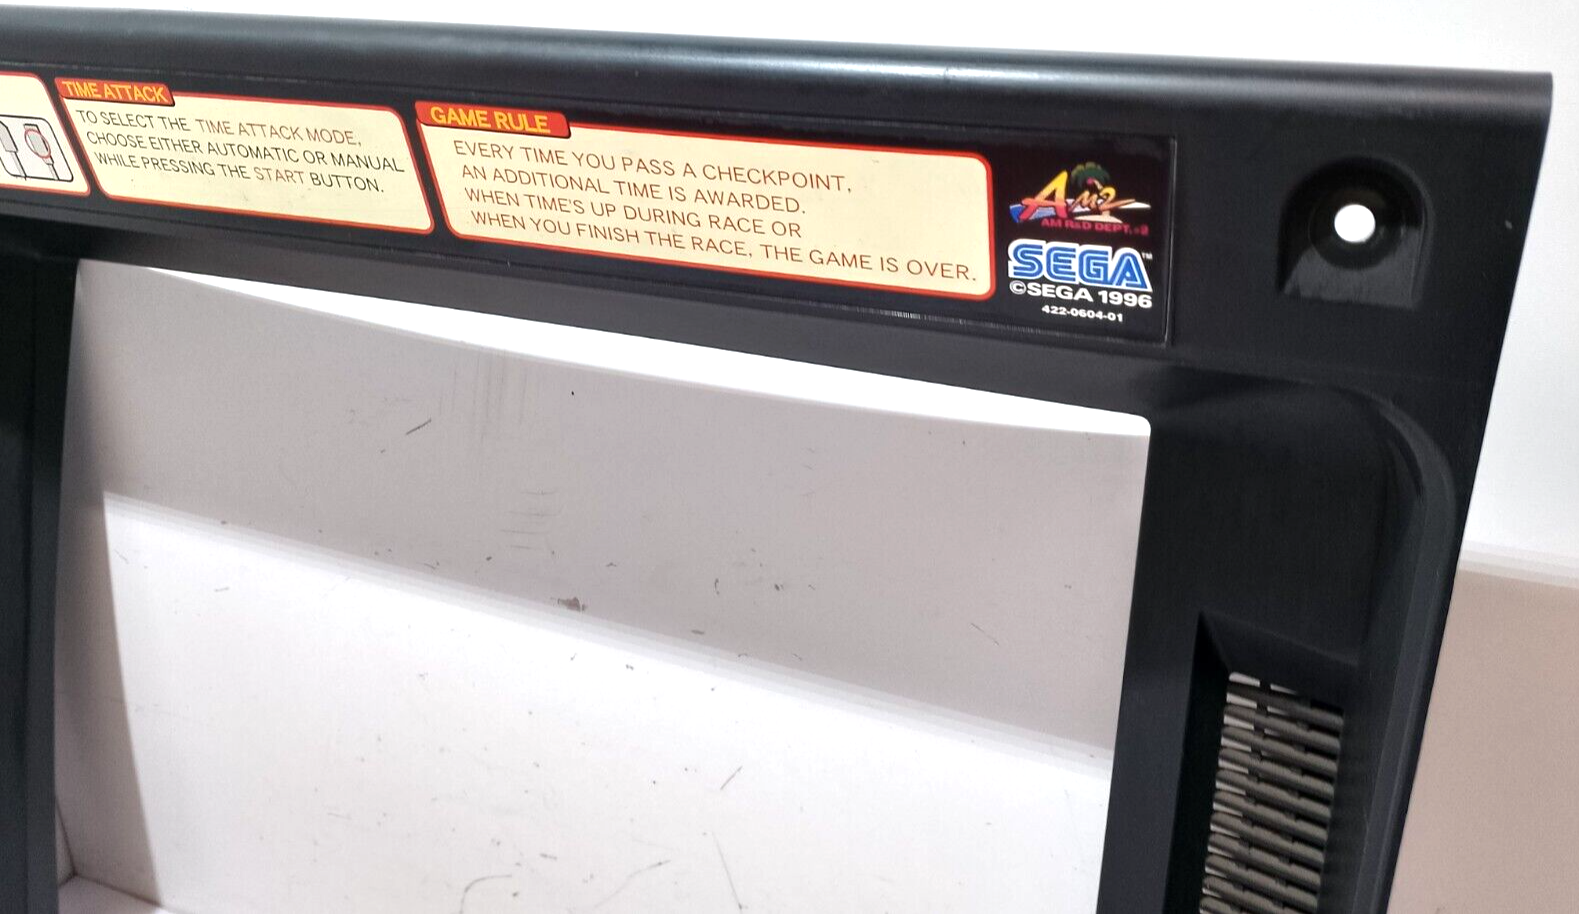 TIME ATTACK
TO SELECT THE TIME ATTACK MODE,
CHOOSE EITHER AUTOMATIC OR MANUAL
WHILE PRESSING THE START BUTTON.
GAME RULE
EVERY TIME YOU PASS A CHECKPOINT,
AN ADDITIONAL TIME IS AWARDED.
WHEN TIME'S UP DURING RACE OR
WHEN YOU FINISH THE RACE, THE GAME IS OVER.
AM2
AM R&D DEPT.#2
SEGA™
©SEGA 1996
422-0604-01